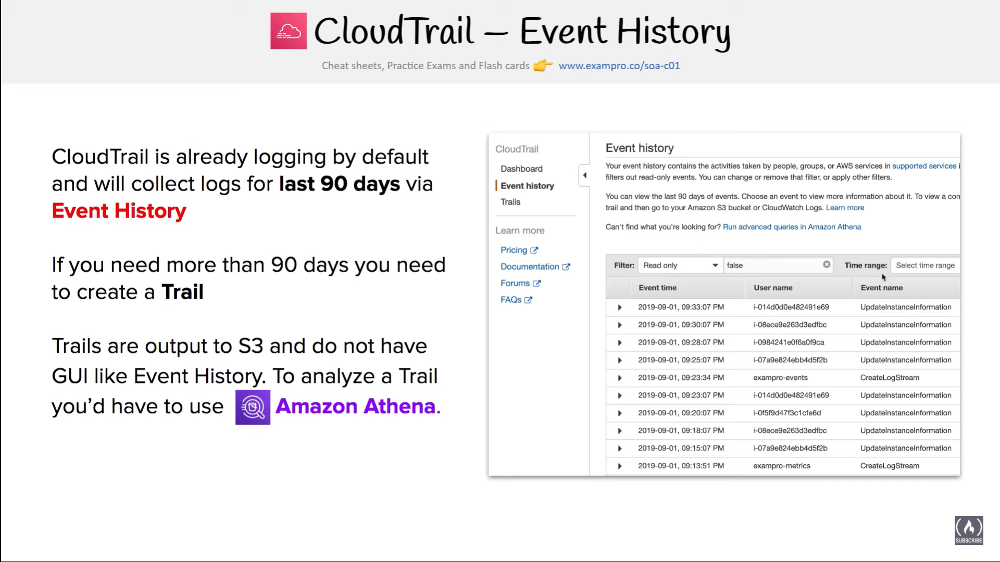 CloudTrail – Event History
Cheat sheets, Practice Exams and Flash cards 👉 www.exampro.co/soa-c01
CloudTrail is already logging by default
and will collect logs for last 90 days via
Event History
If you need more than 90 days you need
to create a Trail
Trails are output to S3 and do not have
GUI like Event History. To analyze a Trail
you’d have to use Amazon Athena.
CloudTrail
Dashboard
Event history
Trails
Learn more
Pricing
Documentation
Forums
FAQs
Event history
Your event history contains the activities taken by people, groups, or AWS services in supported services i
filters out read-only events. You can change or remove that filter, or apply other filters.
You can view the last 90 days of events. Choose an event to view more information about it. To view a con
trail and then go to your Amazon S3 bucket or CloudWatch Logs. Learn more
Can't find what you're looking for? Run advanced queries in Amazon Athena
Filter: Read only false Time range: Select time range
Event time User name Event name
2019-09-01, 09:33:07 PM i-014d0d0e482491e69 UpdateInstanceInformation
2019-09-01, 09:30:07 PM i-08ece9e263d3edfbc UpdateInstanceInformation
2019-09-01, 09:28:07 PM i-0984241e0f6a0f9ca UpdateInstanceInformation
2019-09-01, 09:25:07 PM i-07a9e824ebb4d5f2b UpdateInstanceInformation
2019-09-01, 09:23:34 PM exampro-events CreateLogStream
2019-09-01, 09:23:07 PM i-014d0d0e482491e69 UpdateInstanceInformation
2019-09-01, 09:20:07 PM i-0f5f9d47f3c1cfe6d UpdateInstanceInformation
2019-09-01, 09:18:07 PM i-08ece9e263d3edfbc UpdateInstanceInformation
2019-09-01, 09:15:07 PM i-07a9e824ebb4d5f2b UpdateInstanceInformation
2019-09-01, 09:13:51 PM exampro-metrics CreateLogStream
SUBSCRIBE